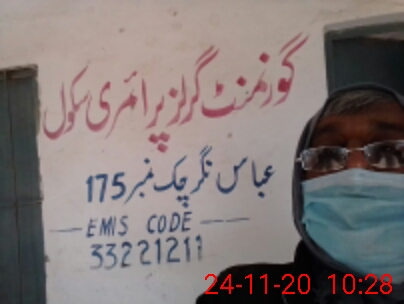 گورنمنٹ گرلز پرائمری سکول
عباس نگر چک نمبر 175
EMIS CODE
33221211
24-11-20 10:28